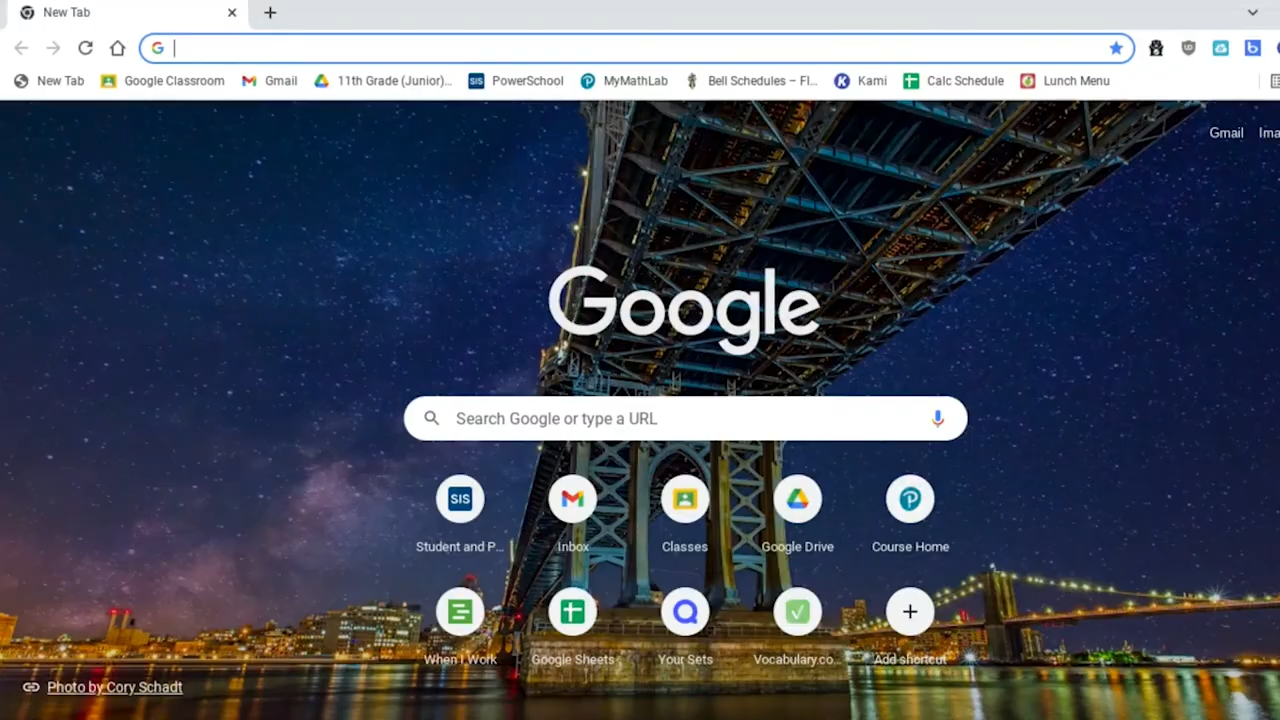 New Tab
New Tab
Google Classroom
Gmail
11th Grade (Junior)...
SIS
PowerSchool
MyMathLab
Bell Schedules – Fl...
Kami
Calc Schedule
Lunch Menu
Gmail
Ima
Google
Search Google or type a URL
SIS
Student and P...
Inbox
Classes
Google Drive
Course Home
When I Work
Google Sheets
Your Sets
Vocabulary.co...
Add shortcut
Photo by Cory Schadt